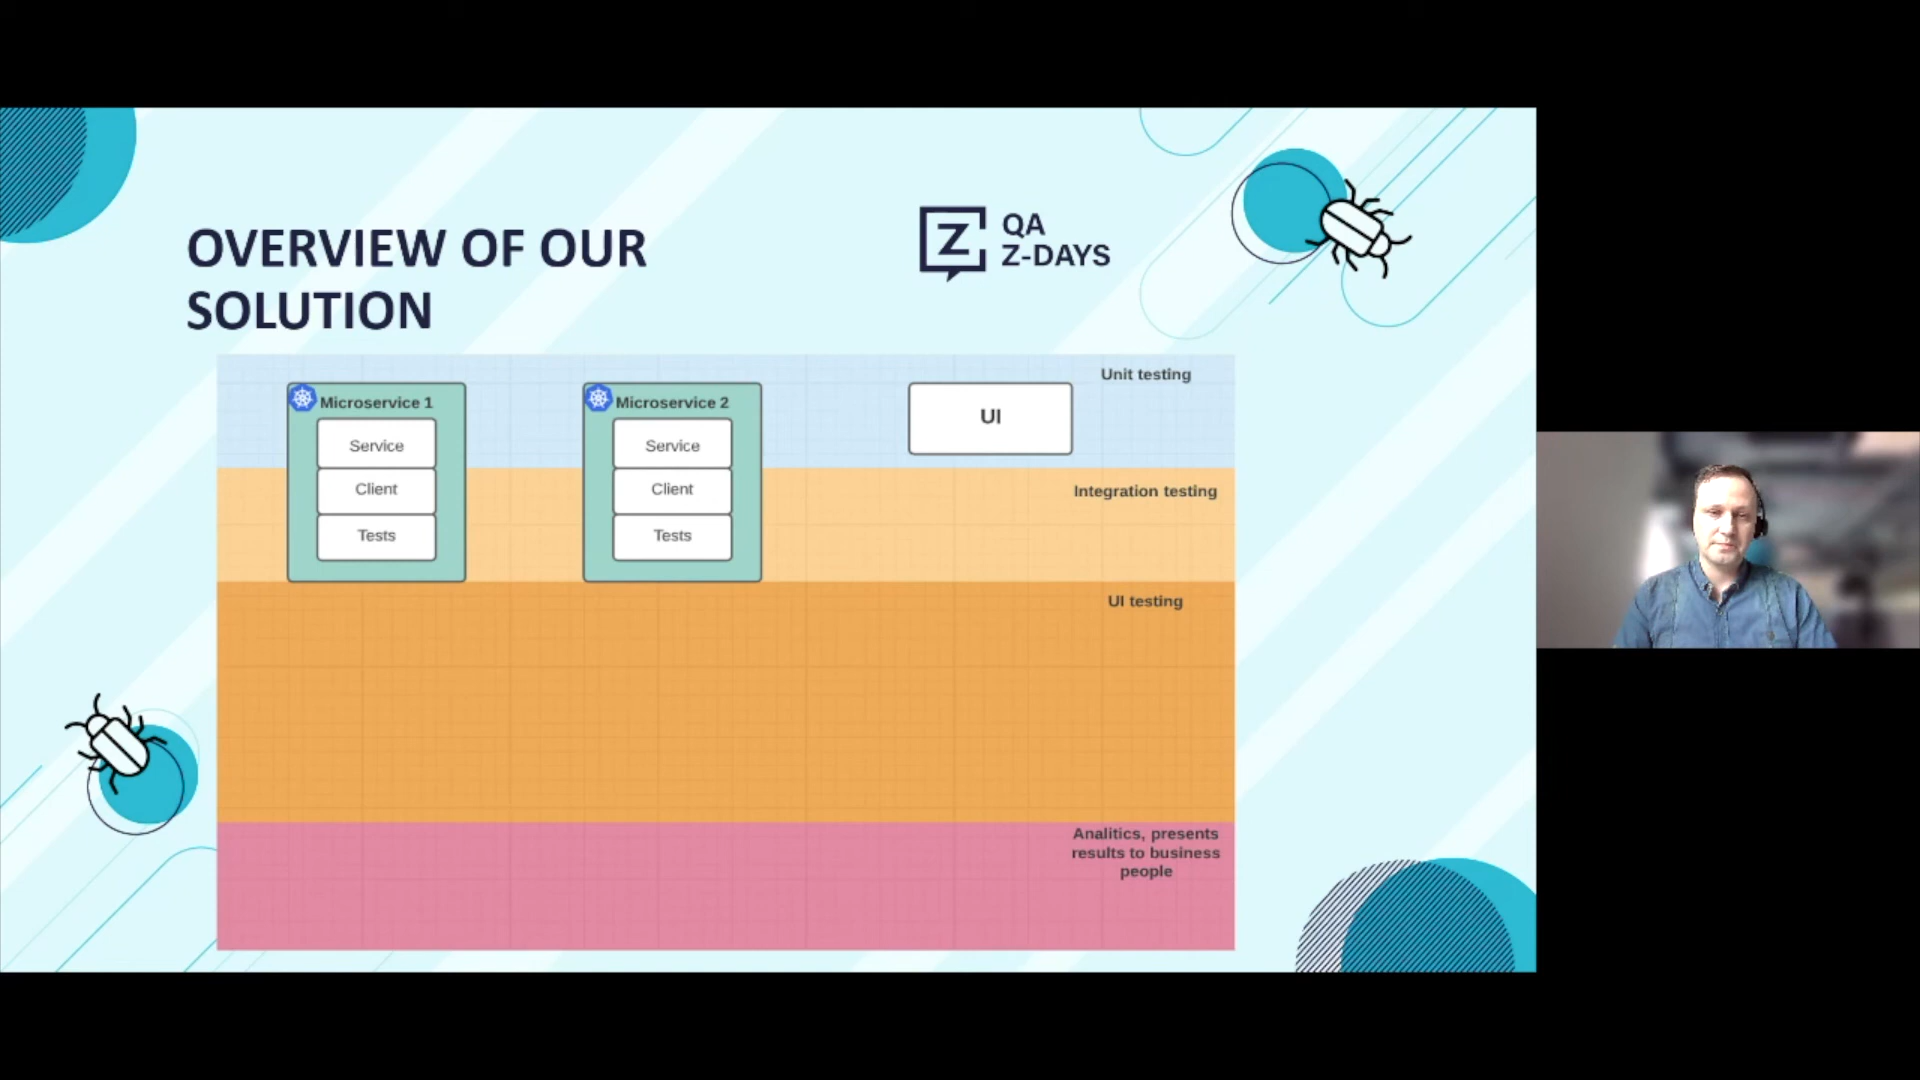 OVERVIEW OF OUR
SOLUTION
Z
QA
Z-DAYS
Unit testing
Microservice 1
Service
Client
Tests
Microservice 2
Service
Client
Tests
UI
Integration testing
UI testing
Analitics, presents
results to business
people